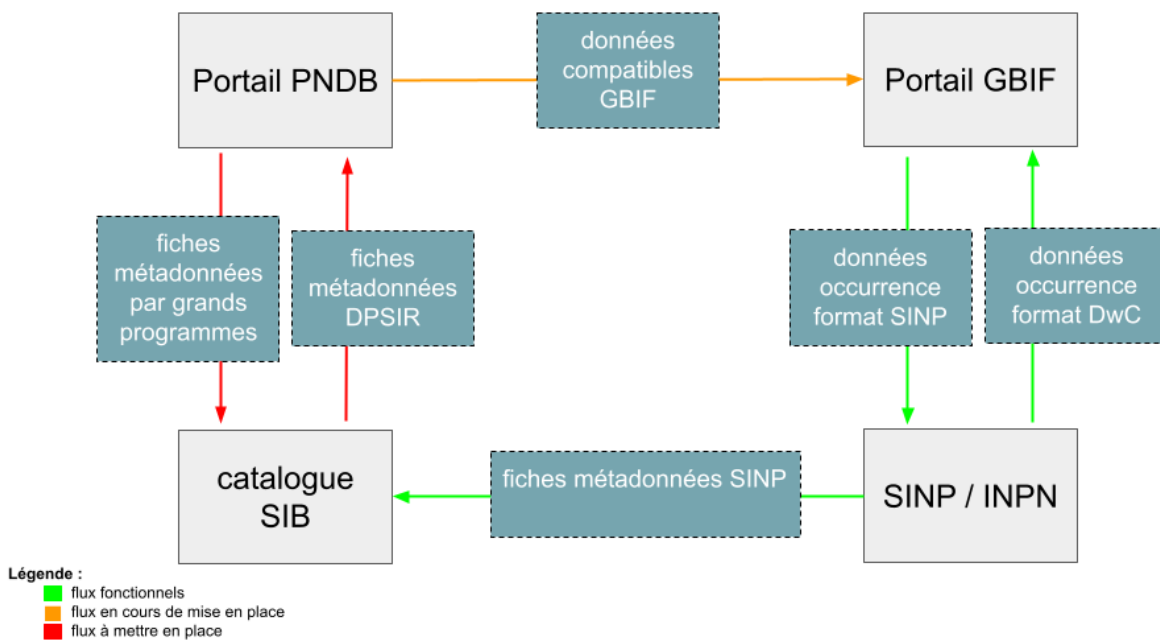 Portail PNDB
données
compatibles
GBIF
Portail GBIF
fiches
métadonnées
par grands
programmes
fiches
métadonnées
DPSIR
données
occurrence
format SINP
données
occurrence
format DwC
catalogue
SIB
fiches métadonnées SINP
SINP / INPN
Légende :
flux fonctionnels
flux en cours de mise en place
flux à mettre en place